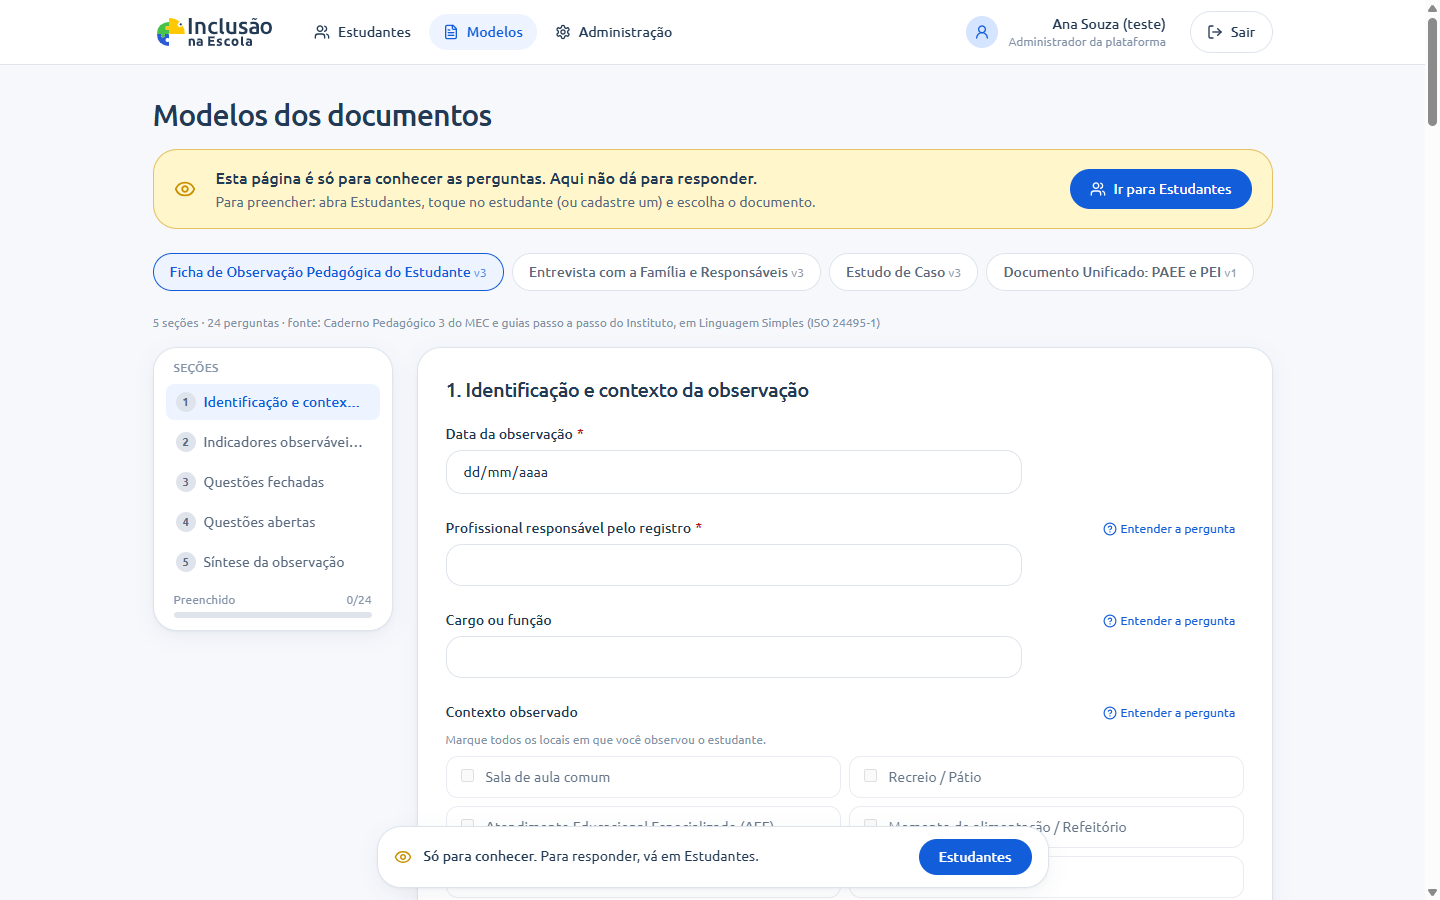 Inclusão
na Escola
Estudantes
Modelos
Administração
Ana Souza (teste)
Administrador da plataforma
Sair
Modelos dos documentos
Esta página é só para conhecer as perguntas. Aqui não dá para responder.
Para preencher: abra Estudantes, toque no estudante (ou cadastre um) e escolha o documento.
Ir para Estudantes
Ficha de Observação Pedagógica do Estudante v3
Entrevista com a Família e Responsáveis v3
Estudo de Caso v3
Documento Unificado: PAEE e PEI v1
5 seções · 24 perguntas · fonte: Caderno Pedagógico 3 do MEC e guias passo a passo do Instituto, em Linguagem Simples (ISO 24495-1)
SEÇÕES
1 Identificação e contex...
2 Indicadores observávei...
3 Questões fechadas
4 Questões abertas
5 Síntese da observação
Preenchido 0/24
1. Identificação e contexto da observação
Data da observação *
dd/mm/aaaa
Profissional responsável pelo registro *
Entender a pergunta
Cargo ou função
Entender a pergunta
Contexto observado
Entender a pergunta
Marque todos os locais em que você observou o estudante.
Sala de aula comum
Recreio / Pátio
Atendimento Educacional Especializado (AEE)
Momento de alimentação / Refeitório
Só para conhecer. Para responder, vá em Estudantes.
Estudantes